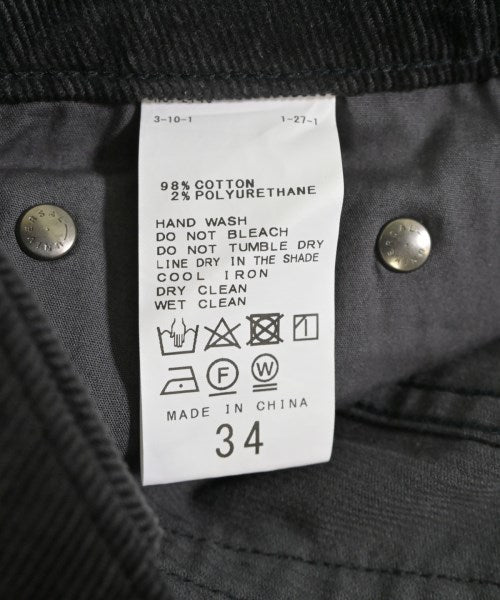 3-10-1 1-27-1
98% COTTON
2% POLYURETHANE
HAND WASH
DO NOT BLEACH
DO NOT TUMBLE DRY
LINE DRY IN THE SHADE
COOL IRON
DRY CLEAN
WET CLEAN
F W
MADE IN CHINA
34